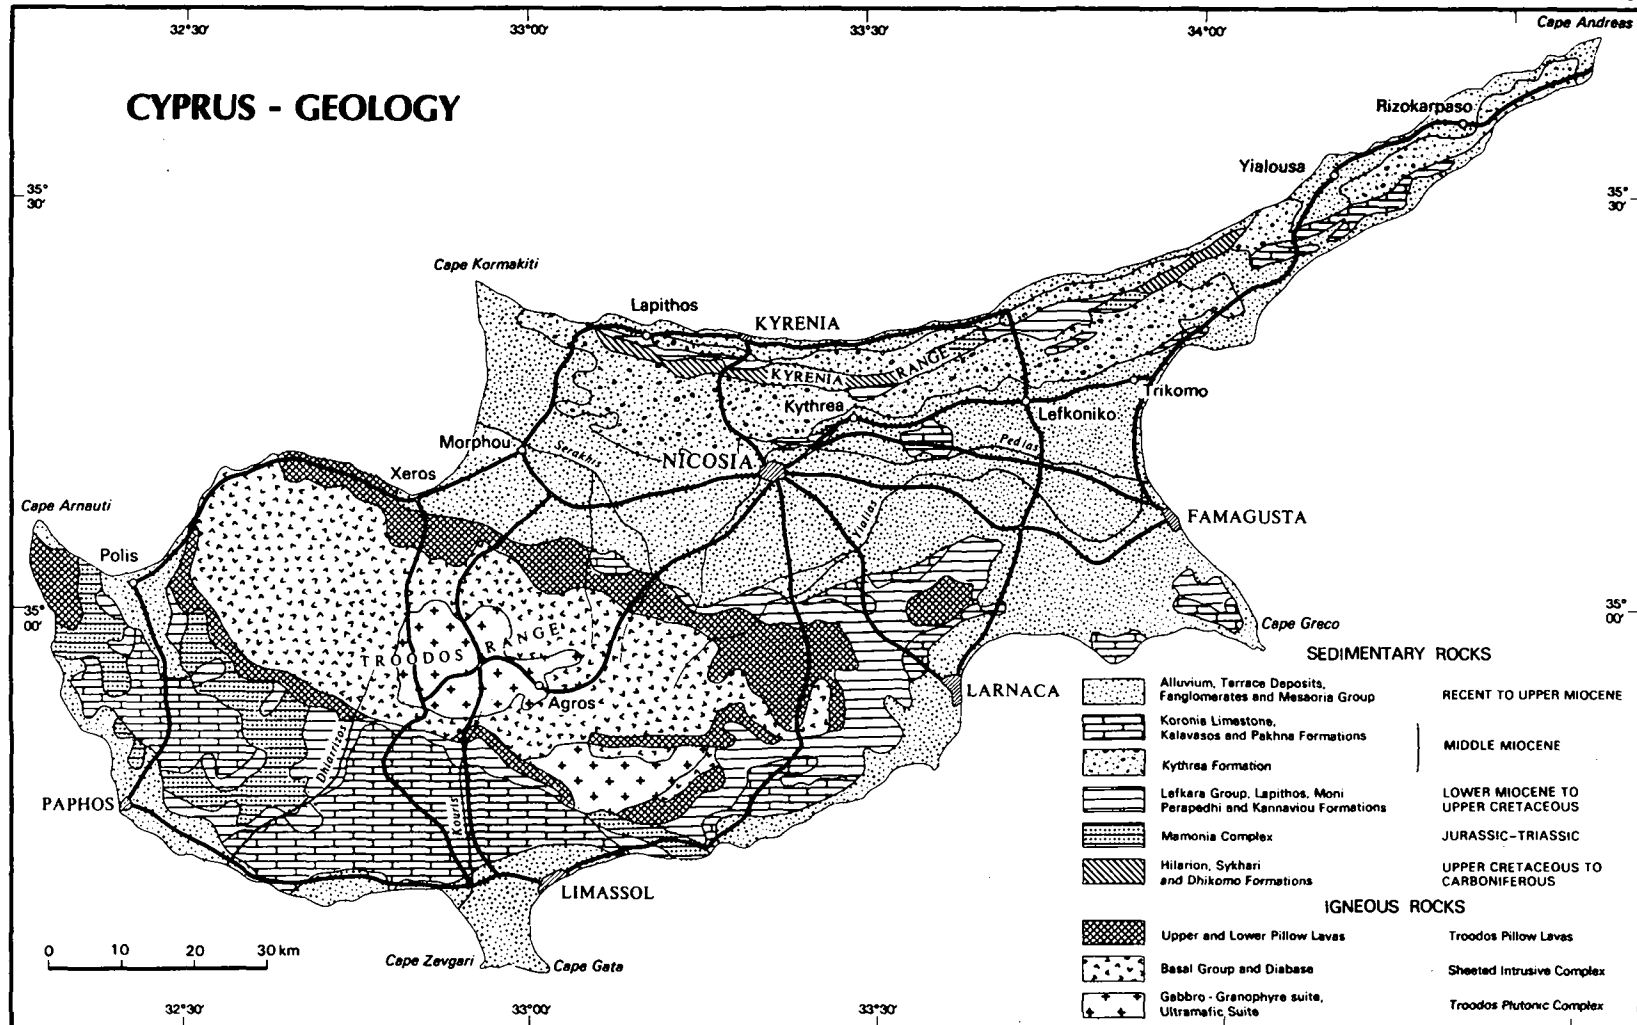 Cape Andreas
32°30′ 33°00′ 33°30′ 34°00′
CYPRUS - GEOLOGY
Rizokarpaso
Yialousa
35°
30′
35°
30′
Cape Kormakiti
Lapithos
KYRENIA
KYRENIA RANGE
Kythrea
Trikomo
Lefkoniko
Morphou
Serakhis
Pedias
NICOSIA
Xeros
Cape Arnauti
Yialias
FAMAGUSTA
Polis
35°
00′
35°
00′
Cape Greco
TROODOS RANGE
LARNACA
Agros
Dhiarizos
PAPHOS
Kouris
LIMASSOL
Cape Zevgari
Cape Gata
0 10 20 30 km
32°30′ 33°00′ 33°30′
SEDIMENTARY ROCKS
Alluvium, Terrace Deposits,
Fanglomerates and Mesaoria Group
RECENT TO UPPER MIOCENE
Koronia Limestone,
Kalavasos and Pakhna Formations
MIDDLE MIOCENE
Kythrea Formation
Lefkara Group, Lapithos, Moni
Perapedhi and Kannaviou Formations
LOWER MIOCENE TO
UPPER CRETACEOUS
Mamonia Complex
JURASSIC-TRIASSIC
Hilarion, Sykhari
and Dhikomo Formations
UPPER CRETACEOUS TO
CARBONIFEROUS
IGNEOUS ROCKS
Upper and Lower Pillow Lavas
Troodos Pillow Lavas
Basal Group and Diabase
Sheeted Intrusive Complex
Gabbro - Granophyre suite,
Ultramafic Suite
Troodos Plutonic Complex